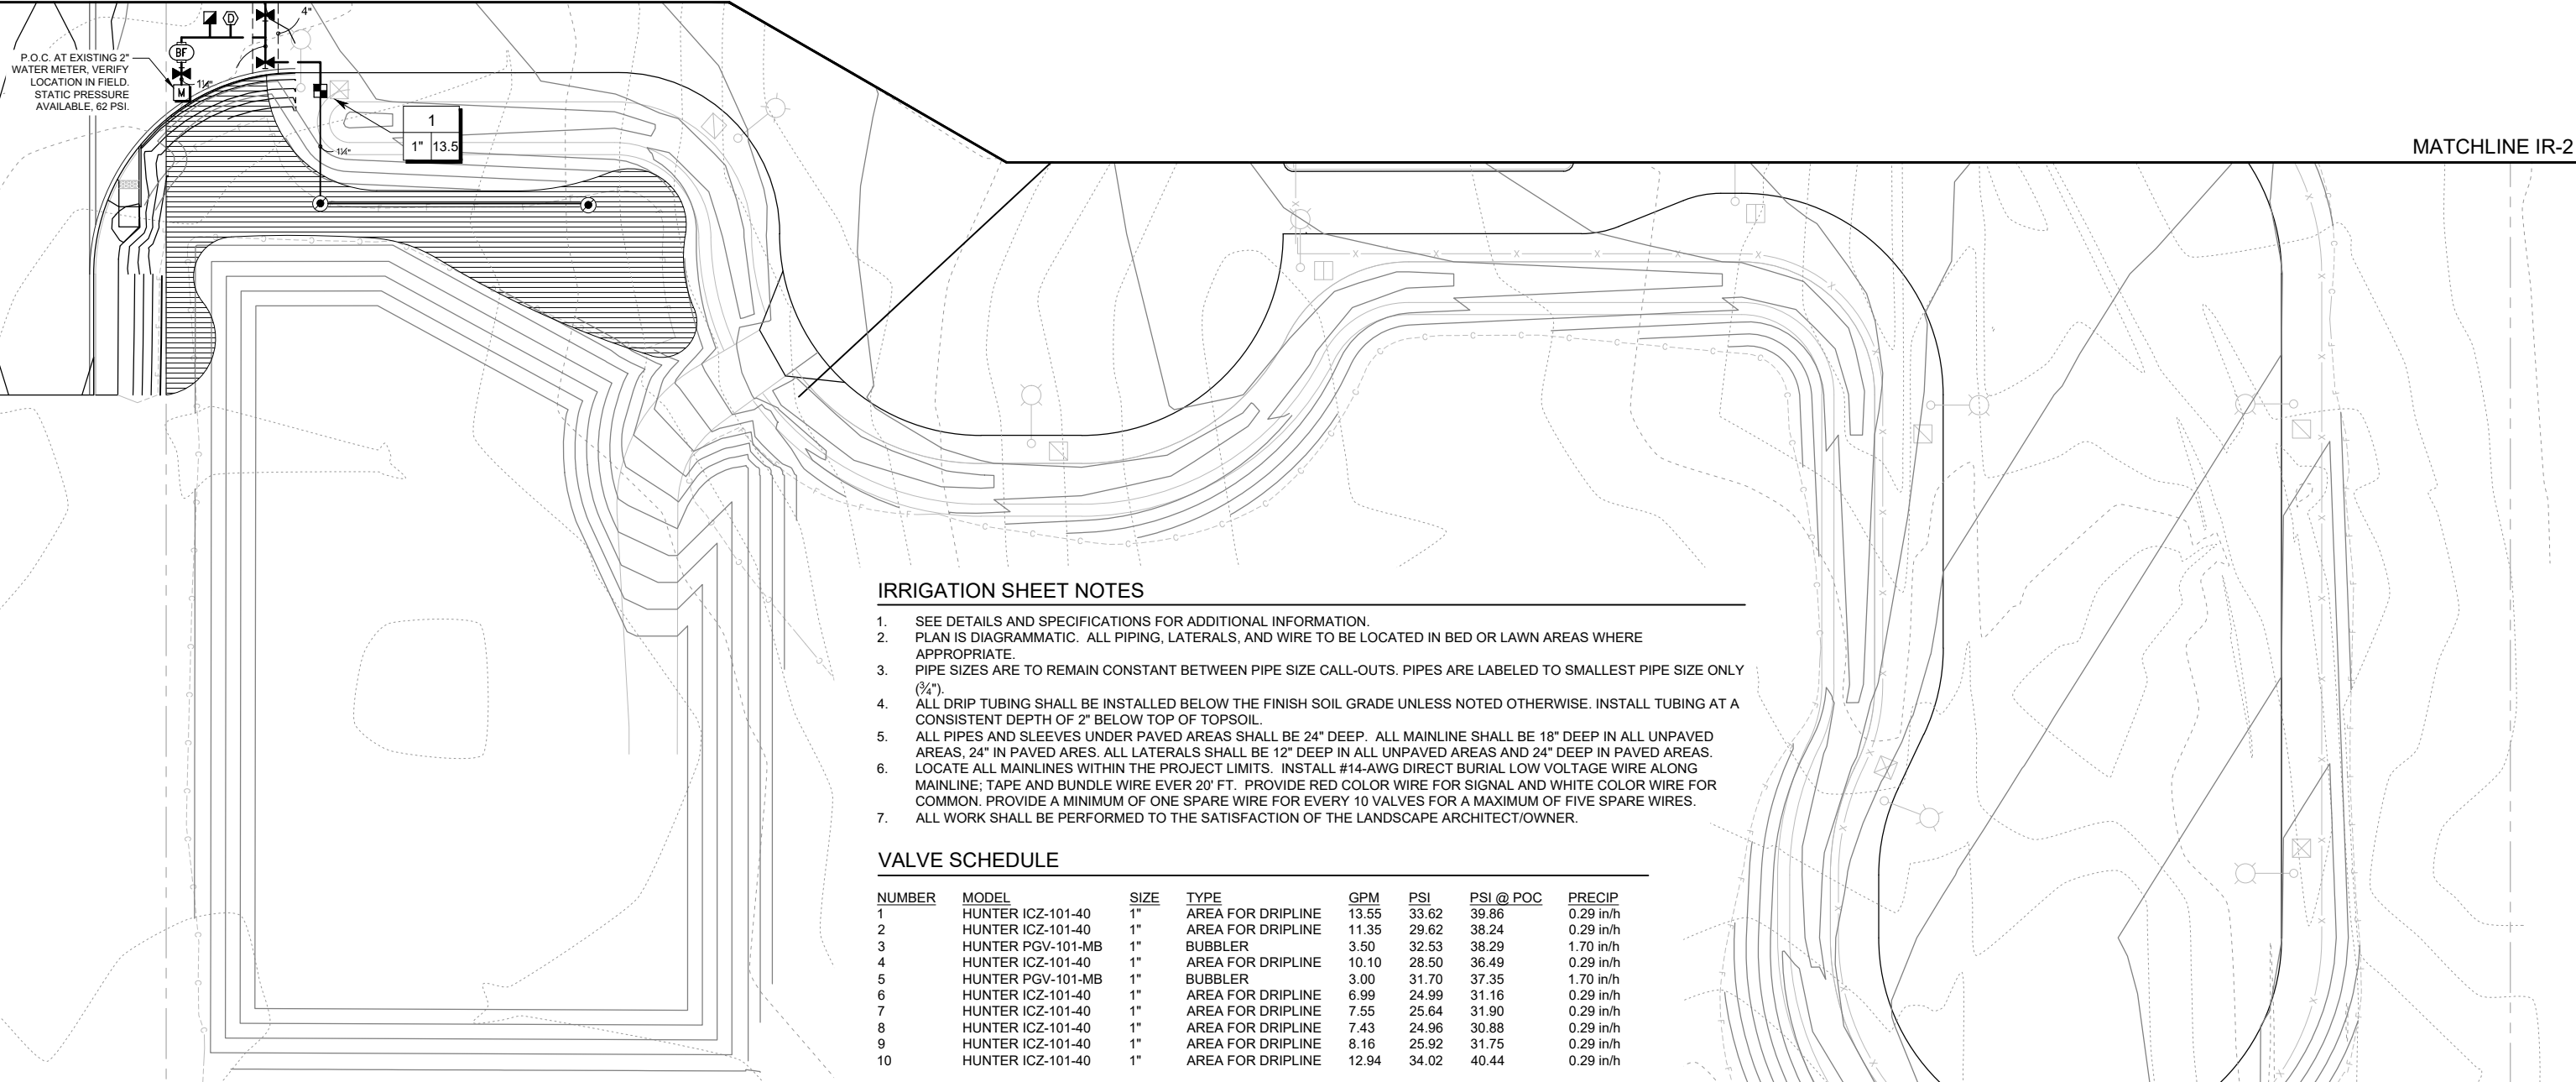 4"
D
BF
P.O.C. AT EXISTING 2"
WATER METER, VERIFY
LOCATION IN FIELD.
STATIC PRESSURE
AVAILABLE, 62 PSI.
1¼"
M
1
1" 13.5
1¼"
MATCHLINE IR-2
IRRIGATION SHEET NOTES
1. SEE DETAILS AND SPECIFICATIONS FOR ADDITIONAL INFORMATION.
2. PLAN IS DIAGRAMMATIC. ALL PIPING, LATERALS, AND WIRE TO BE LOCATED IN BED OR LAWN AREAS WHERE
APPROPRIATE.
3. PIPE SIZES ARE TO REMAIN CONSTANT BETWEEN PIPE SIZE CALL-OUTS. PIPES ARE LABELED TO SMALLEST PIPE SIZE ONLY
(¾").
4. ALL DRIP TUBING SHALL BE INSTALLED BELOW THE FINISH SOIL GRADE UNLESS NOTED OTHERWISE. INSTALL TUBING AT A
CONSISTENT DEPTH OF 2" BELOW TOP OF TOPSOIL.
5. ALL PIPES AND SLEEVES UNDER PAVED AREAS SHALL BE 24" DEEP. ALL MAINLINE SHALL BE 18" DEEP IN ALL UNPAVED
AREAS, 24" IN PAVED ARES. ALL LATERALS SHALL BE 12" DEEP IN ALL UNPAVED AREAS AND 24" DEEP IN PAVED AREAS.
6. LOCATE ALL MAINLINES WITHIN THE PROJECT LIMITS. INSTALL #14-AWG DIRECT BURIAL LOW VOLTAGE WIRE ALONG
MAINLINE; TAPE AND BUNDLE WIRE EVER 20' FT. PROVIDE RED COLOR WIRE FOR SIGNAL AND WHITE COLOR WIRE FOR
COMMON. PROVIDE A MINIMUM OF ONE SPARE WIRE FOR EVERY 10 VALVES FOR A MAXIMUM OF FIVE SPARE WIRES.
7. ALL WORK SHALL BE PERFORMED TO THE SATISFACTION OF THE LANDSCAPE ARCHITECT/OWNER.
VALVE SCHEDULE
NUMBER MODEL SIZE TYPE GPM PSI PSI @ POC PRECIP
1 HUNTER ICZ-101-40 1" AREA FOR DRIPLINE 13.55 33.62 39.86 0.29 in/h
2 HUNTER ICZ-101-40 1" AREA FOR DRIPLINE 11.35 29.62 38.24 0.29 in/h
3 HUNTER PGV-101-MB 1" BUBBLER 3.50 32.53 38.29 1.70 in/h
4 HUNTER ICZ-101-40 1" AREA FOR DRIPLINE 10.10 28.50 36.49 0.29 in/h
5 HUNTER PGV-101-MB 1" BUBBLER 3.00 31.70 37.35 1.70 in/h
6 HUNTER ICZ-101-40 1" AREA FOR DRIPLINE 6.99 24.99 31.16 0.29 in/h
7 HUNTER ICZ-101-40 1" AREA FOR DRIPLINE 7.55 25.64 31.90 0.29 in/h
8 HUNTER ICZ-101-40 1" AREA FOR DRIPLINE 7.43 24.96 30.88 0.29 in/h
9 HUNTER ICZ-101-40 1" AREA FOR DRIPLINE 8.16 25.92 31.75 0.29 in/h
10 HUNTER ICZ-101-40 1" AREA FOR DRIPLINE 12.94 34.02 40.44 0.29 in/h